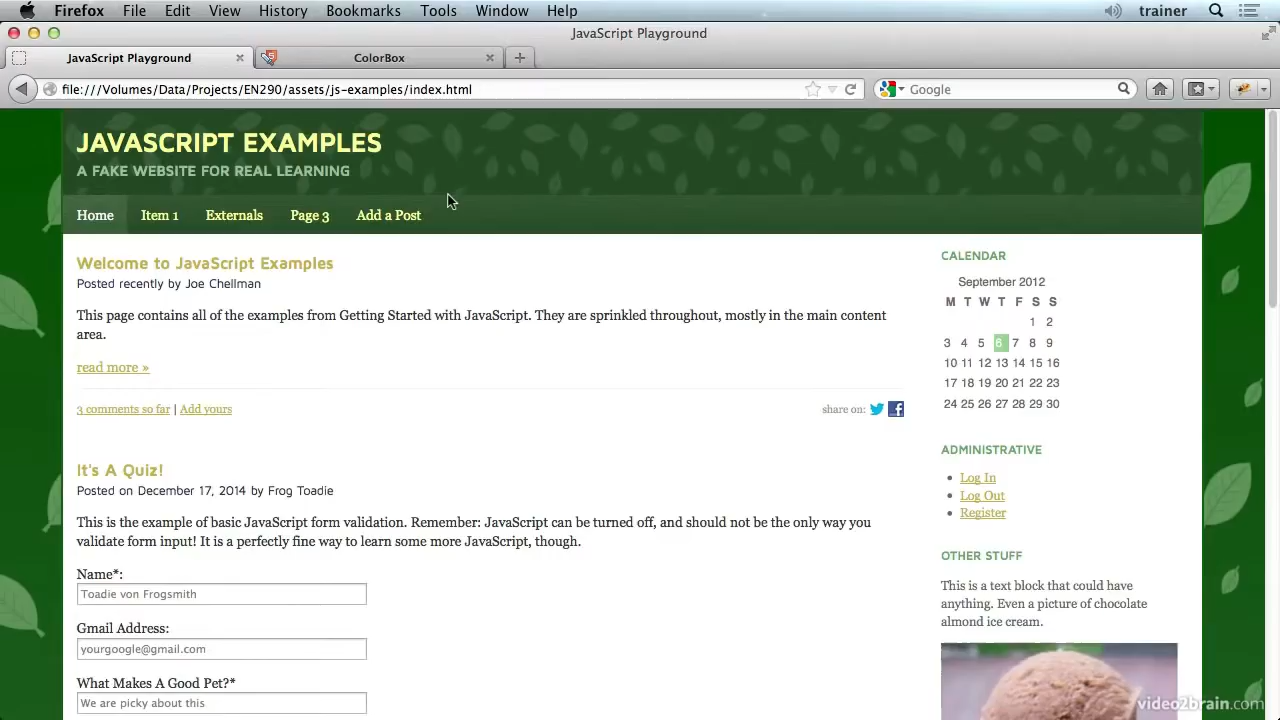 Firefox File Edit View History Bookmarks Tools Window Help trainer
JavaScript Playground
JavaScript Playground ColorBox
file:///Volumes/Data/Projects/EN290/assets/js-examples/index.html Google
JAVASCRIPT EXAMPLES
A FAKE WEBSITE FOR REAL LEARNING
Home Item 1 Externals Page 3 Add a Post
Welcome to JavaScript Examples
Posted recently by Joe Chellman
This page contains all of the examples from Getting Started with JavaScript. They are sprinkled throughout, mostly in the main content
area.
read more »
3 comments so far | Add yours
share on:
It's A Quiz!
Posted on December 17, 2014 by Frog Toadie
This is the example of basic JavaScript form validation. Remember: JavaScript can be turned off, and should not be the only way you
validate form input! It is a perfectly fine way to learn some more JavaScript, though.
Name*:
Toadie von Frogsmith
Gmail Address:
yourgoogle@gmail.com
What Makes A Good Pet?*
We are picky about this
CALENDAR
September 2012
M T W T F S S
1 2
3 4 5 6 7 8 9
10 11 12 13 14 15 16
17 18 19 20 21 22 23
24 25 26 27 28 29 30
ADMINISTRATIVE
Log In
Log Out
Register
OTHER STUFF
This is a text block that could have
anything. Even a picture of chocolate
almond ice cream.
video2brain.com